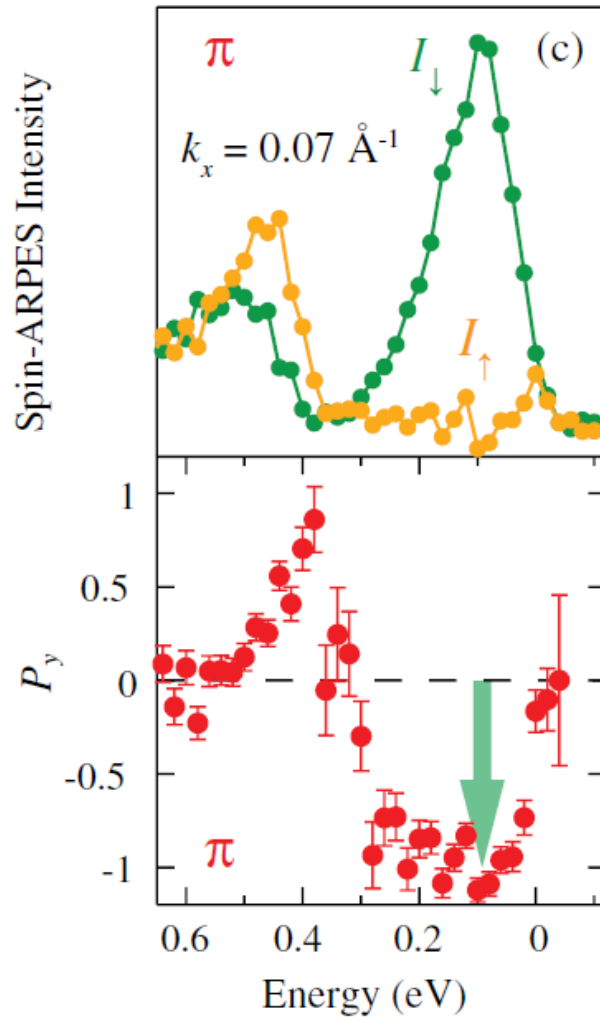 π
I↓
(c)
kₓ = 0.07 Å⁻¹
Spin-ARPES Intensity
I↑
1
0.5
0
-0.5
-1
P_y
π
0.6 0.4 0.2 0
Energy (eV)